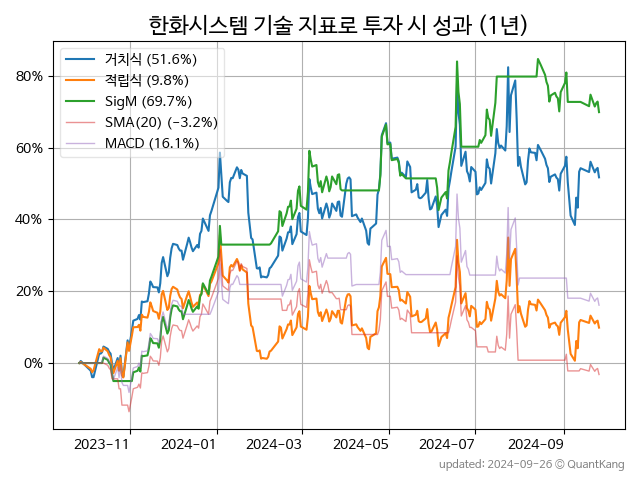 한화시스템 기술 지표로 투자 시 성과 (1년)
거치식 (51.6%)
적립식 (9.8%)
SigM (69.7%)
SMA(20) (−3.2%)
MACD (16.1%)
80%
60%
40%
20%
0%
2023−11 2024−01 2024−03 2024−05 2024−07 2024−09
updated: 2024−09−26 © QuantKang